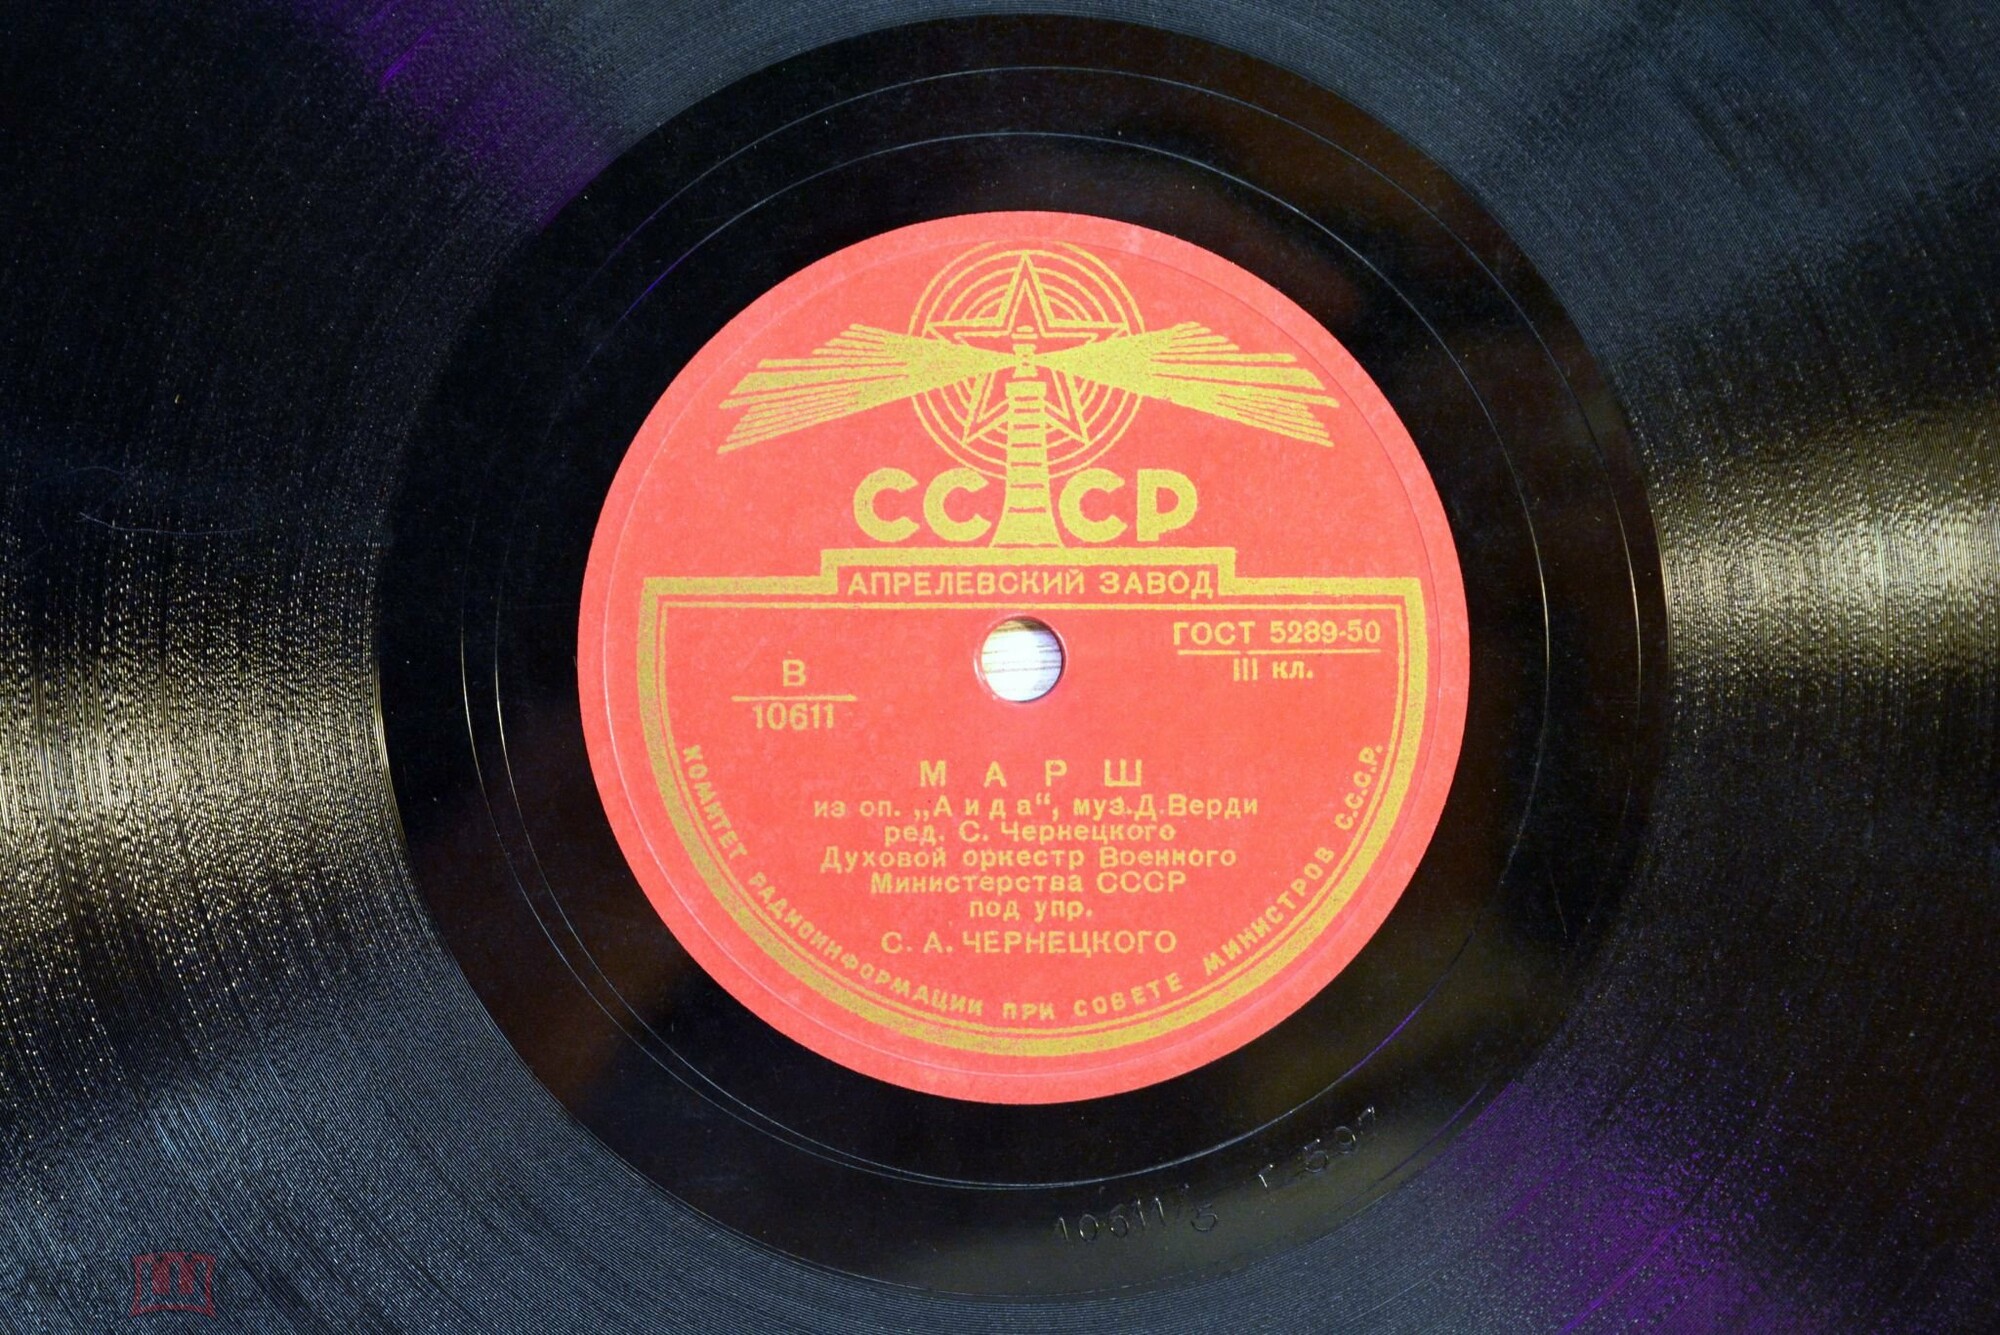 СССР
АПРЕЛЕВСКИЙ ЗАВОД
ГОСТ 5289-50
III кл.
В
10611
МАРШ
из оп. „Аида“, муз. Д. Верди
ред. С. Чернецкого
Духовой оркестр Военного
Министерства СССР
под упр.
С. А. ЧЕРНЕЦКОГО
КОМИТЕТ РАДИОИНФОРМАЦИИ ПРИ СОВЕТЕ МИНИСТРОВ С.С.С.Р.